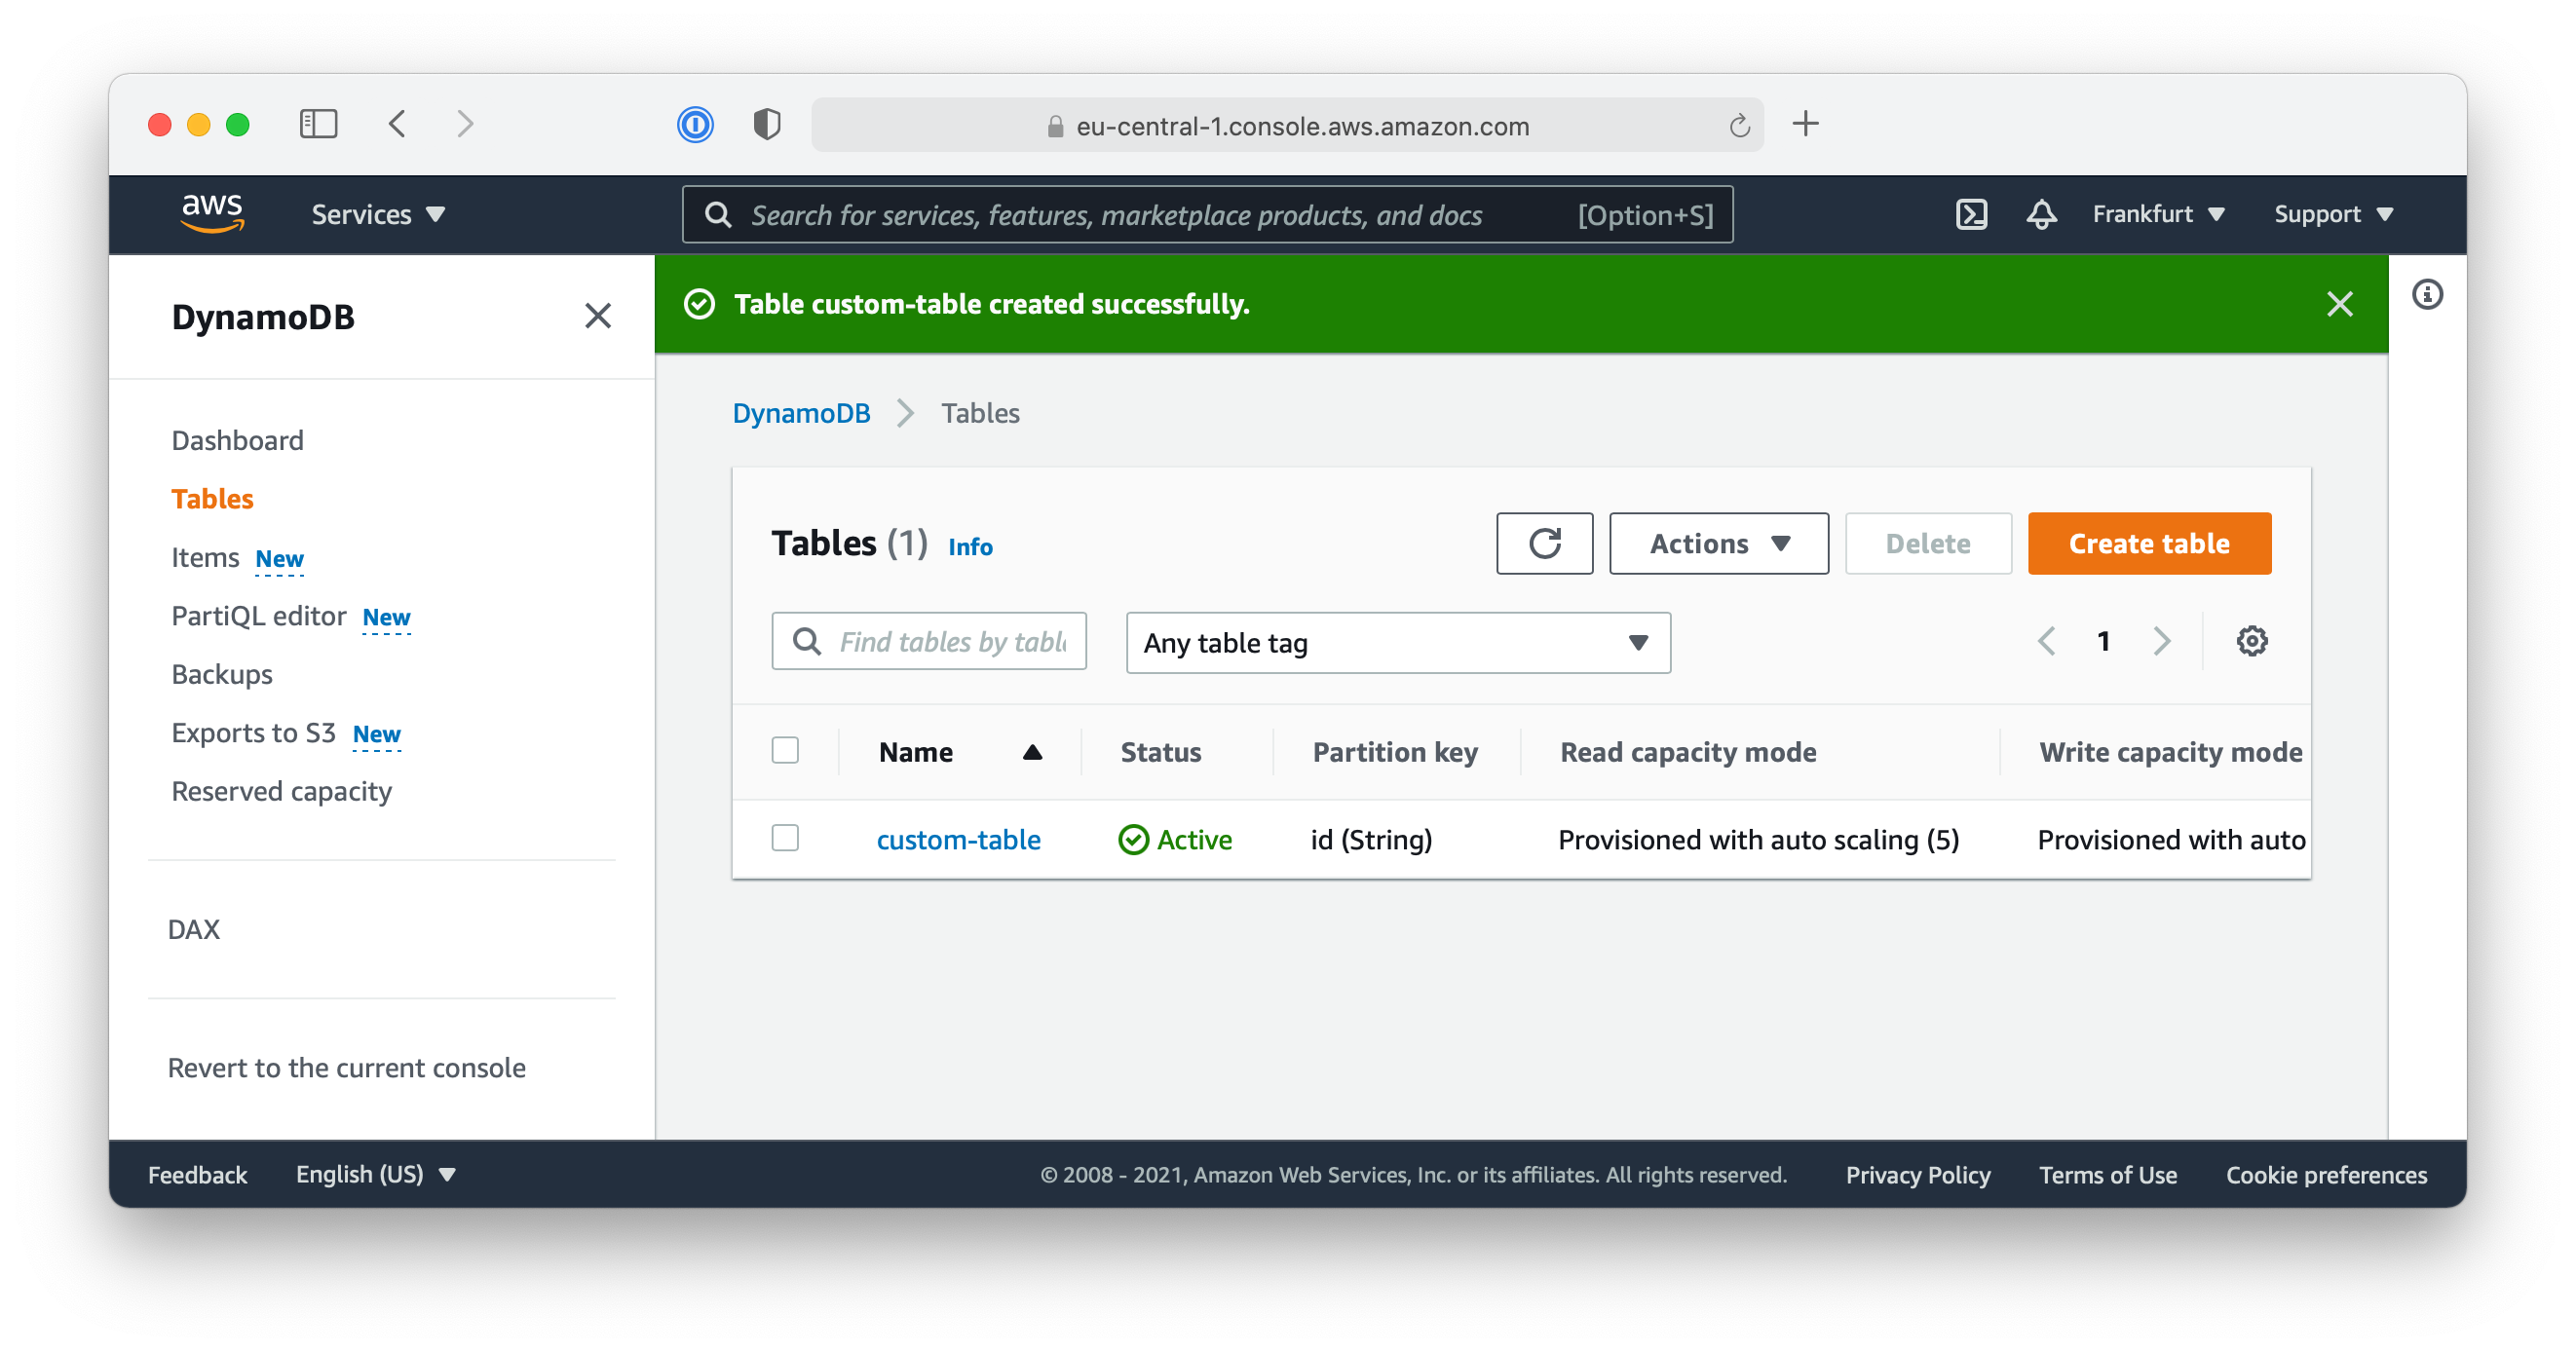 eu-central-1.console.aws.amazon.com
aws
Services
Search for services, features, marketplace products, and docs [Option+S]
Frankfurt
Support
DynamoDB
Dashboard
Tables
Items New
PartiQL editor New
Backups
Exports to S3 New
Reserved capacity
DAX
Revert to the current console
Table custom-table created successfully.
DynamoDB > Tables
Tables (1) Info
Actions
Delete
Create table
Find tables by tabl
Any table tag
1
Name Status Partition key Read capacity mode Write capacity mode
custom-table Active id (String) Provisioned with auto scaling (5) Provisioned with auto
Feedback English (US) © 2008 - 2021, Amazon Web Services, Inc. or its affiliates. All rights reserved. Privacy Policy Terms of Use Cookie preferences